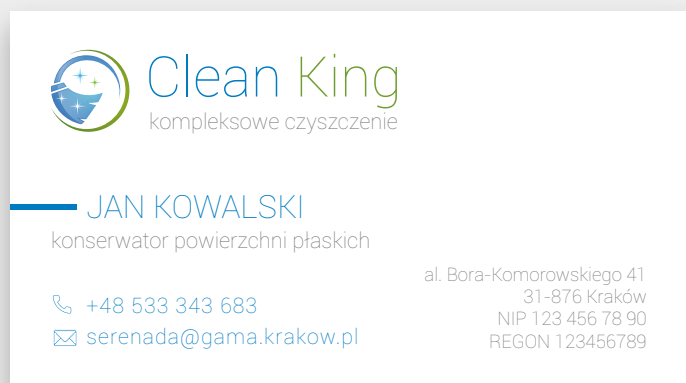 Clean King
kompleksowe czyszczenie
JAN KOWALSKI
konserwator powierzchni płaskich
+48 533 343 683
serenada@gama.krakow.pl
al. Bora-Komorowskiego 41
31-876 Kraków
NIP 123 456 78 90
REGON 123456789